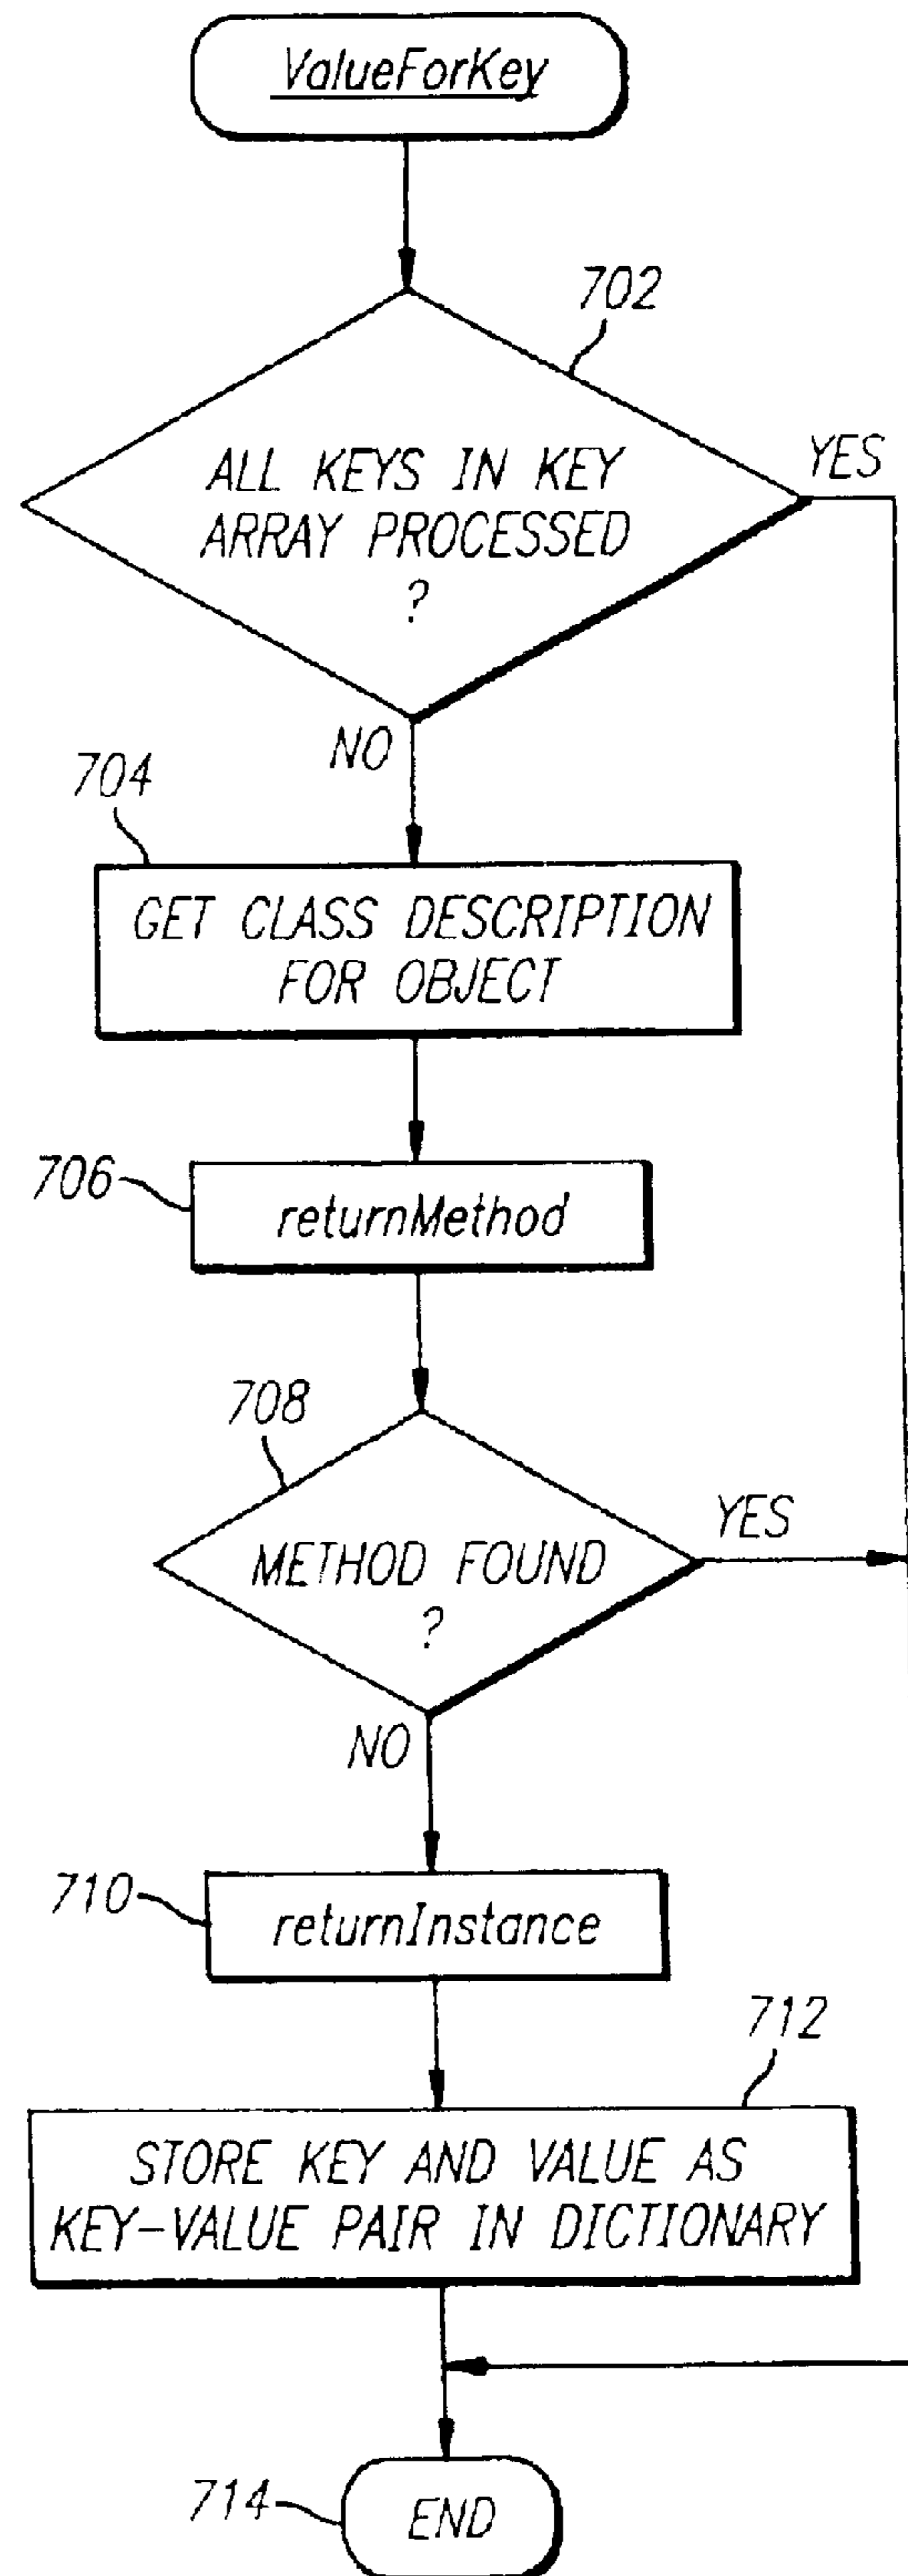 ValueForKey
702
ALL KEYS IN KEY
ARRAY PROCESSED
?
YES
NO
704
GET CLASS DESCRIPTION
FOR OBJECT
706
returnMethod
708
METHOD FOUND
?
YES
NO
710
returnInstance
712
STORE KEY AND VALUE AS
KEY-VALUE PAIR IN DICTIONARY
714
END